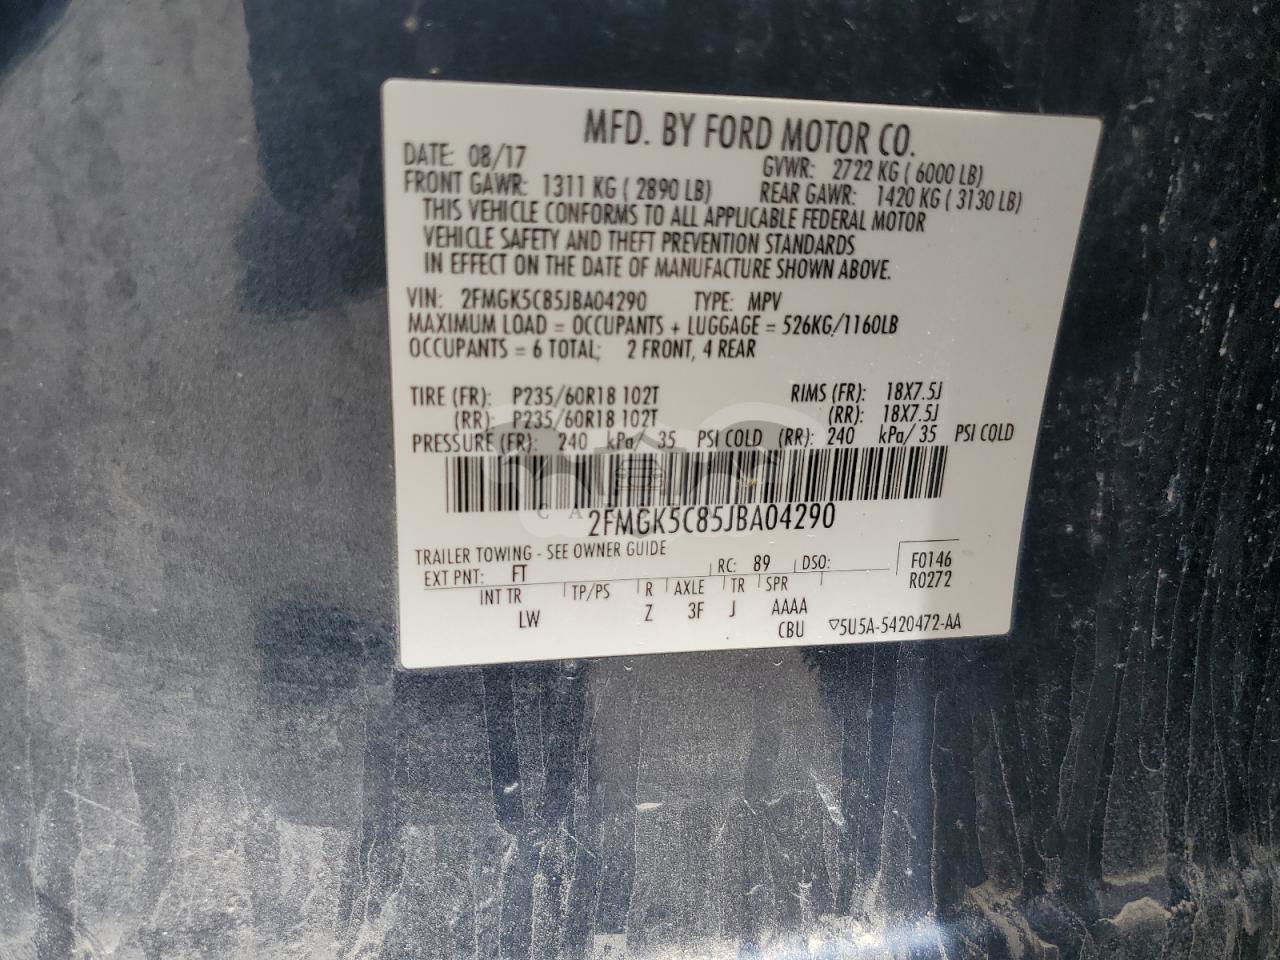 MFD. BY FORD MOTOR CO.
DATE: 08/17 GVWR: 2722 KG ( 6000 LB)
FRONT GAWR: 1311 KG ( 2890 LB) REAR GAWR: 1420 KG ( 3130 LB)
THIS VEHICLE CONFORMS TO ALL APPLICABLE FEDERAL MOTOR
VEHICLE SAFETY AND THEFT PREVENTION STANDARDS
IN EFFECT ON THE DATE OF MANUFACTURE SHOWN ABOVE.
VIN: 2FMGK5C85JBA04290 TYPE: MPV
MAXIMUM LOAD = OCCUPANTS + LUGGAGE = 526KG/1160LB
OCCUPANTS = 6 TOTAL; 2 FRONT, 4 REAR
TIRE (FR): P235/60R18 102T RIMS (FR): 18X7.5J
(RR): P235/60R18 102T (RR): 18X7.5J
PRESSURE (FR): 240 kPa/ 35 PSI COLD (RR): 240 kPa/ 35 PSI COLD
2FMGK5C85JBA04290
TRAILER TOWING - SEE OWNER GUIDE
EXT PNT: FT RC: 89 DSO: F0146
R0272
INT TR TP/PS R AXLE TR SPR
LW Z 3F J AAAA
CBU ▽5U5A-5420472-AA